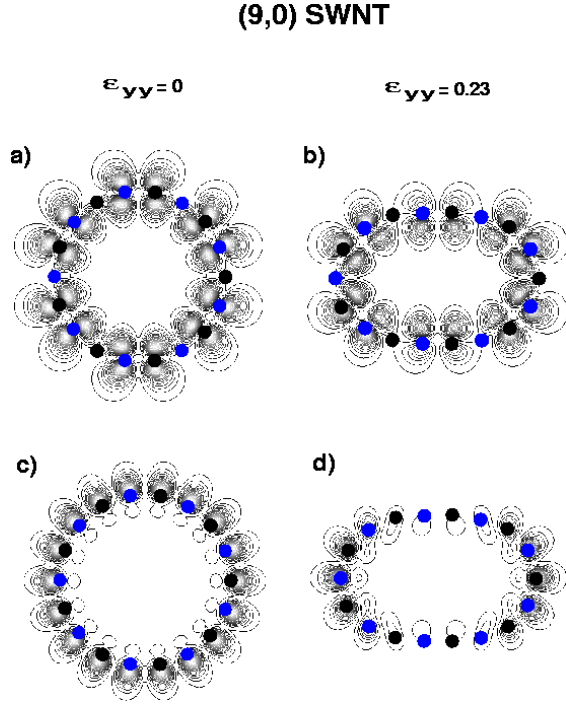 (9,0) SWNT
εyy = 0
εyy = 0.23
a)
b)
c)
d)